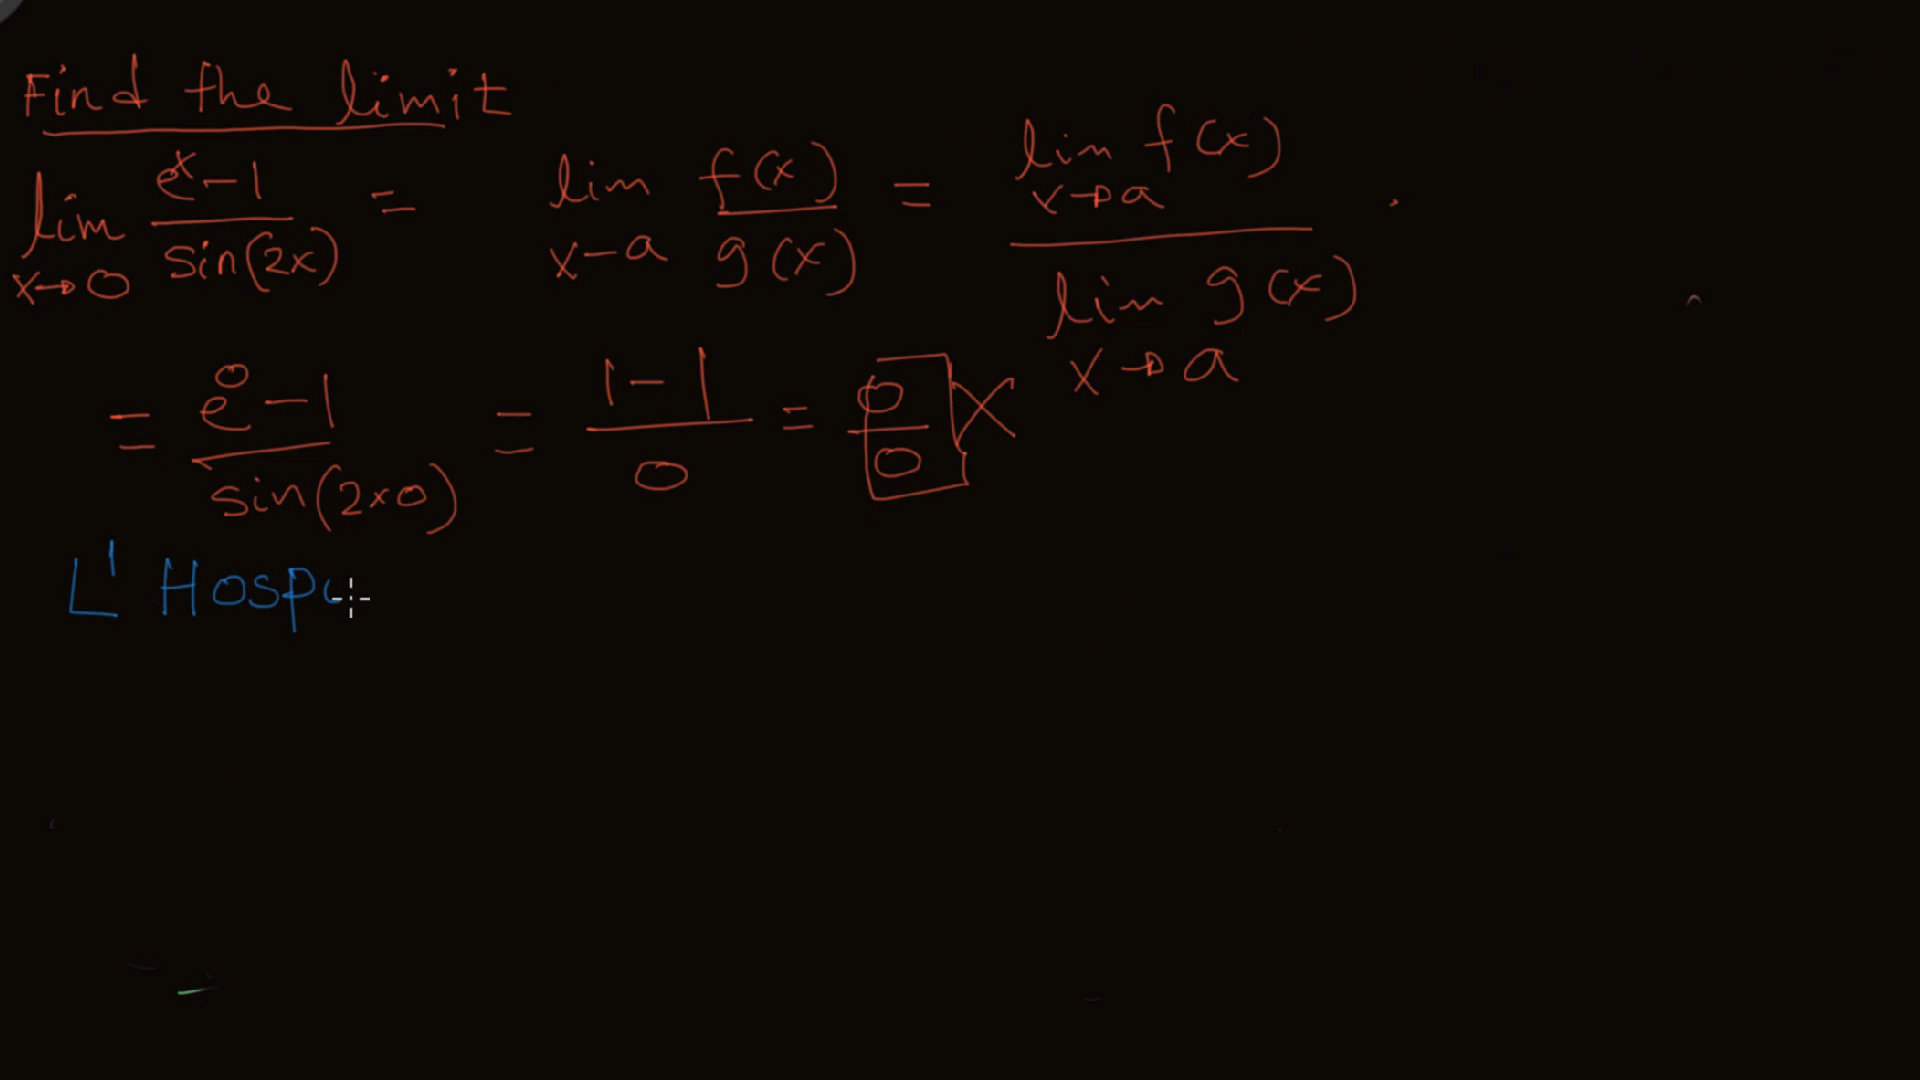 Find the limit
lim x→0 (e^x - 1)/(sin(2x)) = lim x-a f(x)/g(x) = (lim x→a f(x))/(lim x→a g(x))
= (e^0 - 1)/(sin(2×0)) = (1 - 1)/0 = 0/0 X
L' Hosp